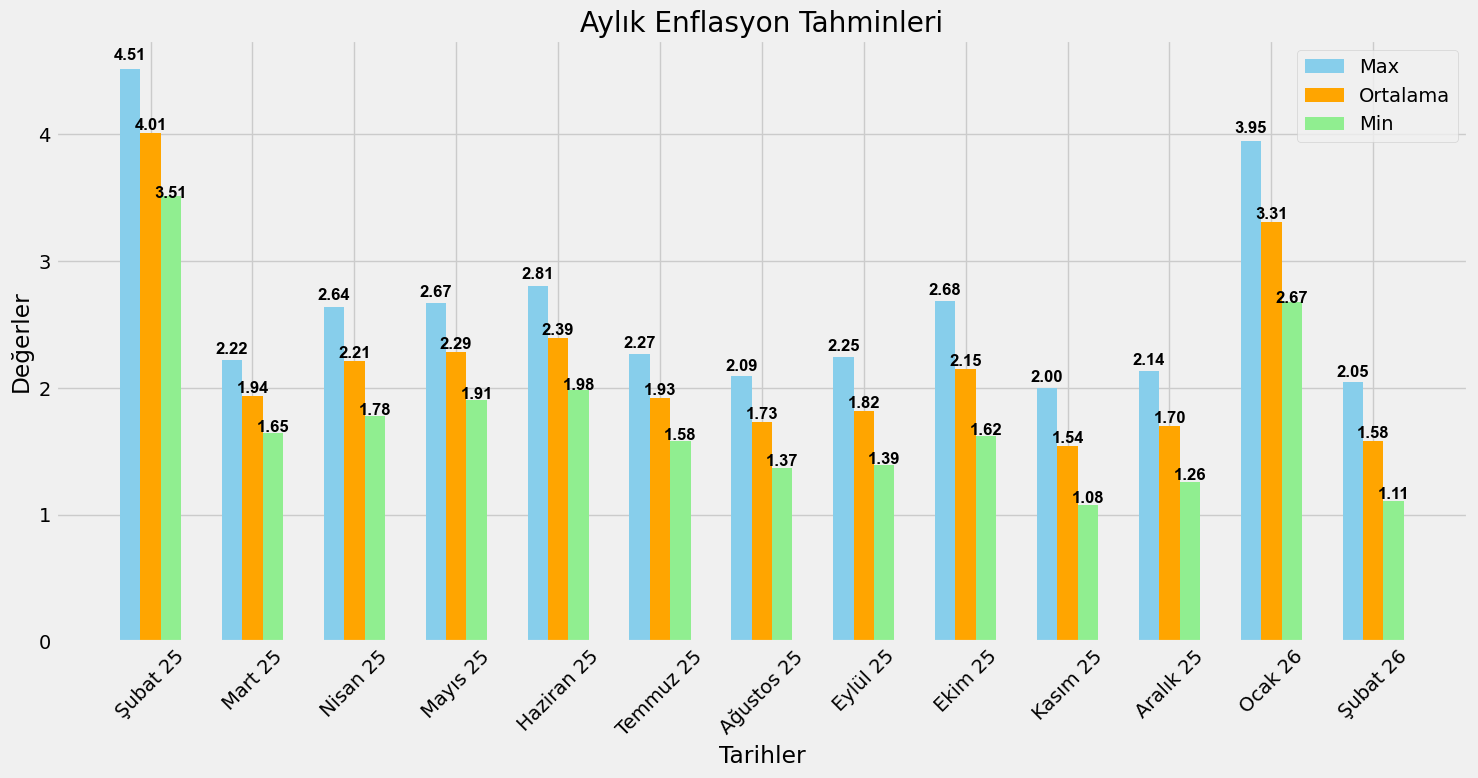 Aylık Enflasyon Tahminleri
Max
Ortalama
Min
Değerler
4
3
2
1
0
4.51
4.01
3.51
2.22
1.94
1.65
2.64
2.21
1.78
2.67
2.29
1.91
2.81
2.39
1.98
2.27
1.93
1.58
2.09
1.73
1.37
2.25
1.82
1.39
2.68
2.15
1.62
2.00
1.54
1.08
2.14
1.70
1.26
3.95
3.31
2.67
2.05
1.58
1.11
Şubat 25
Mart 25
Nisan 25
Mayıs 25
Haziran 25
Temmuz 25
Ağustos 25
Eylül 25
Ekim 25
Kasım 25
Aralık 25
Ocak 26
Şubat 26
Tarihler